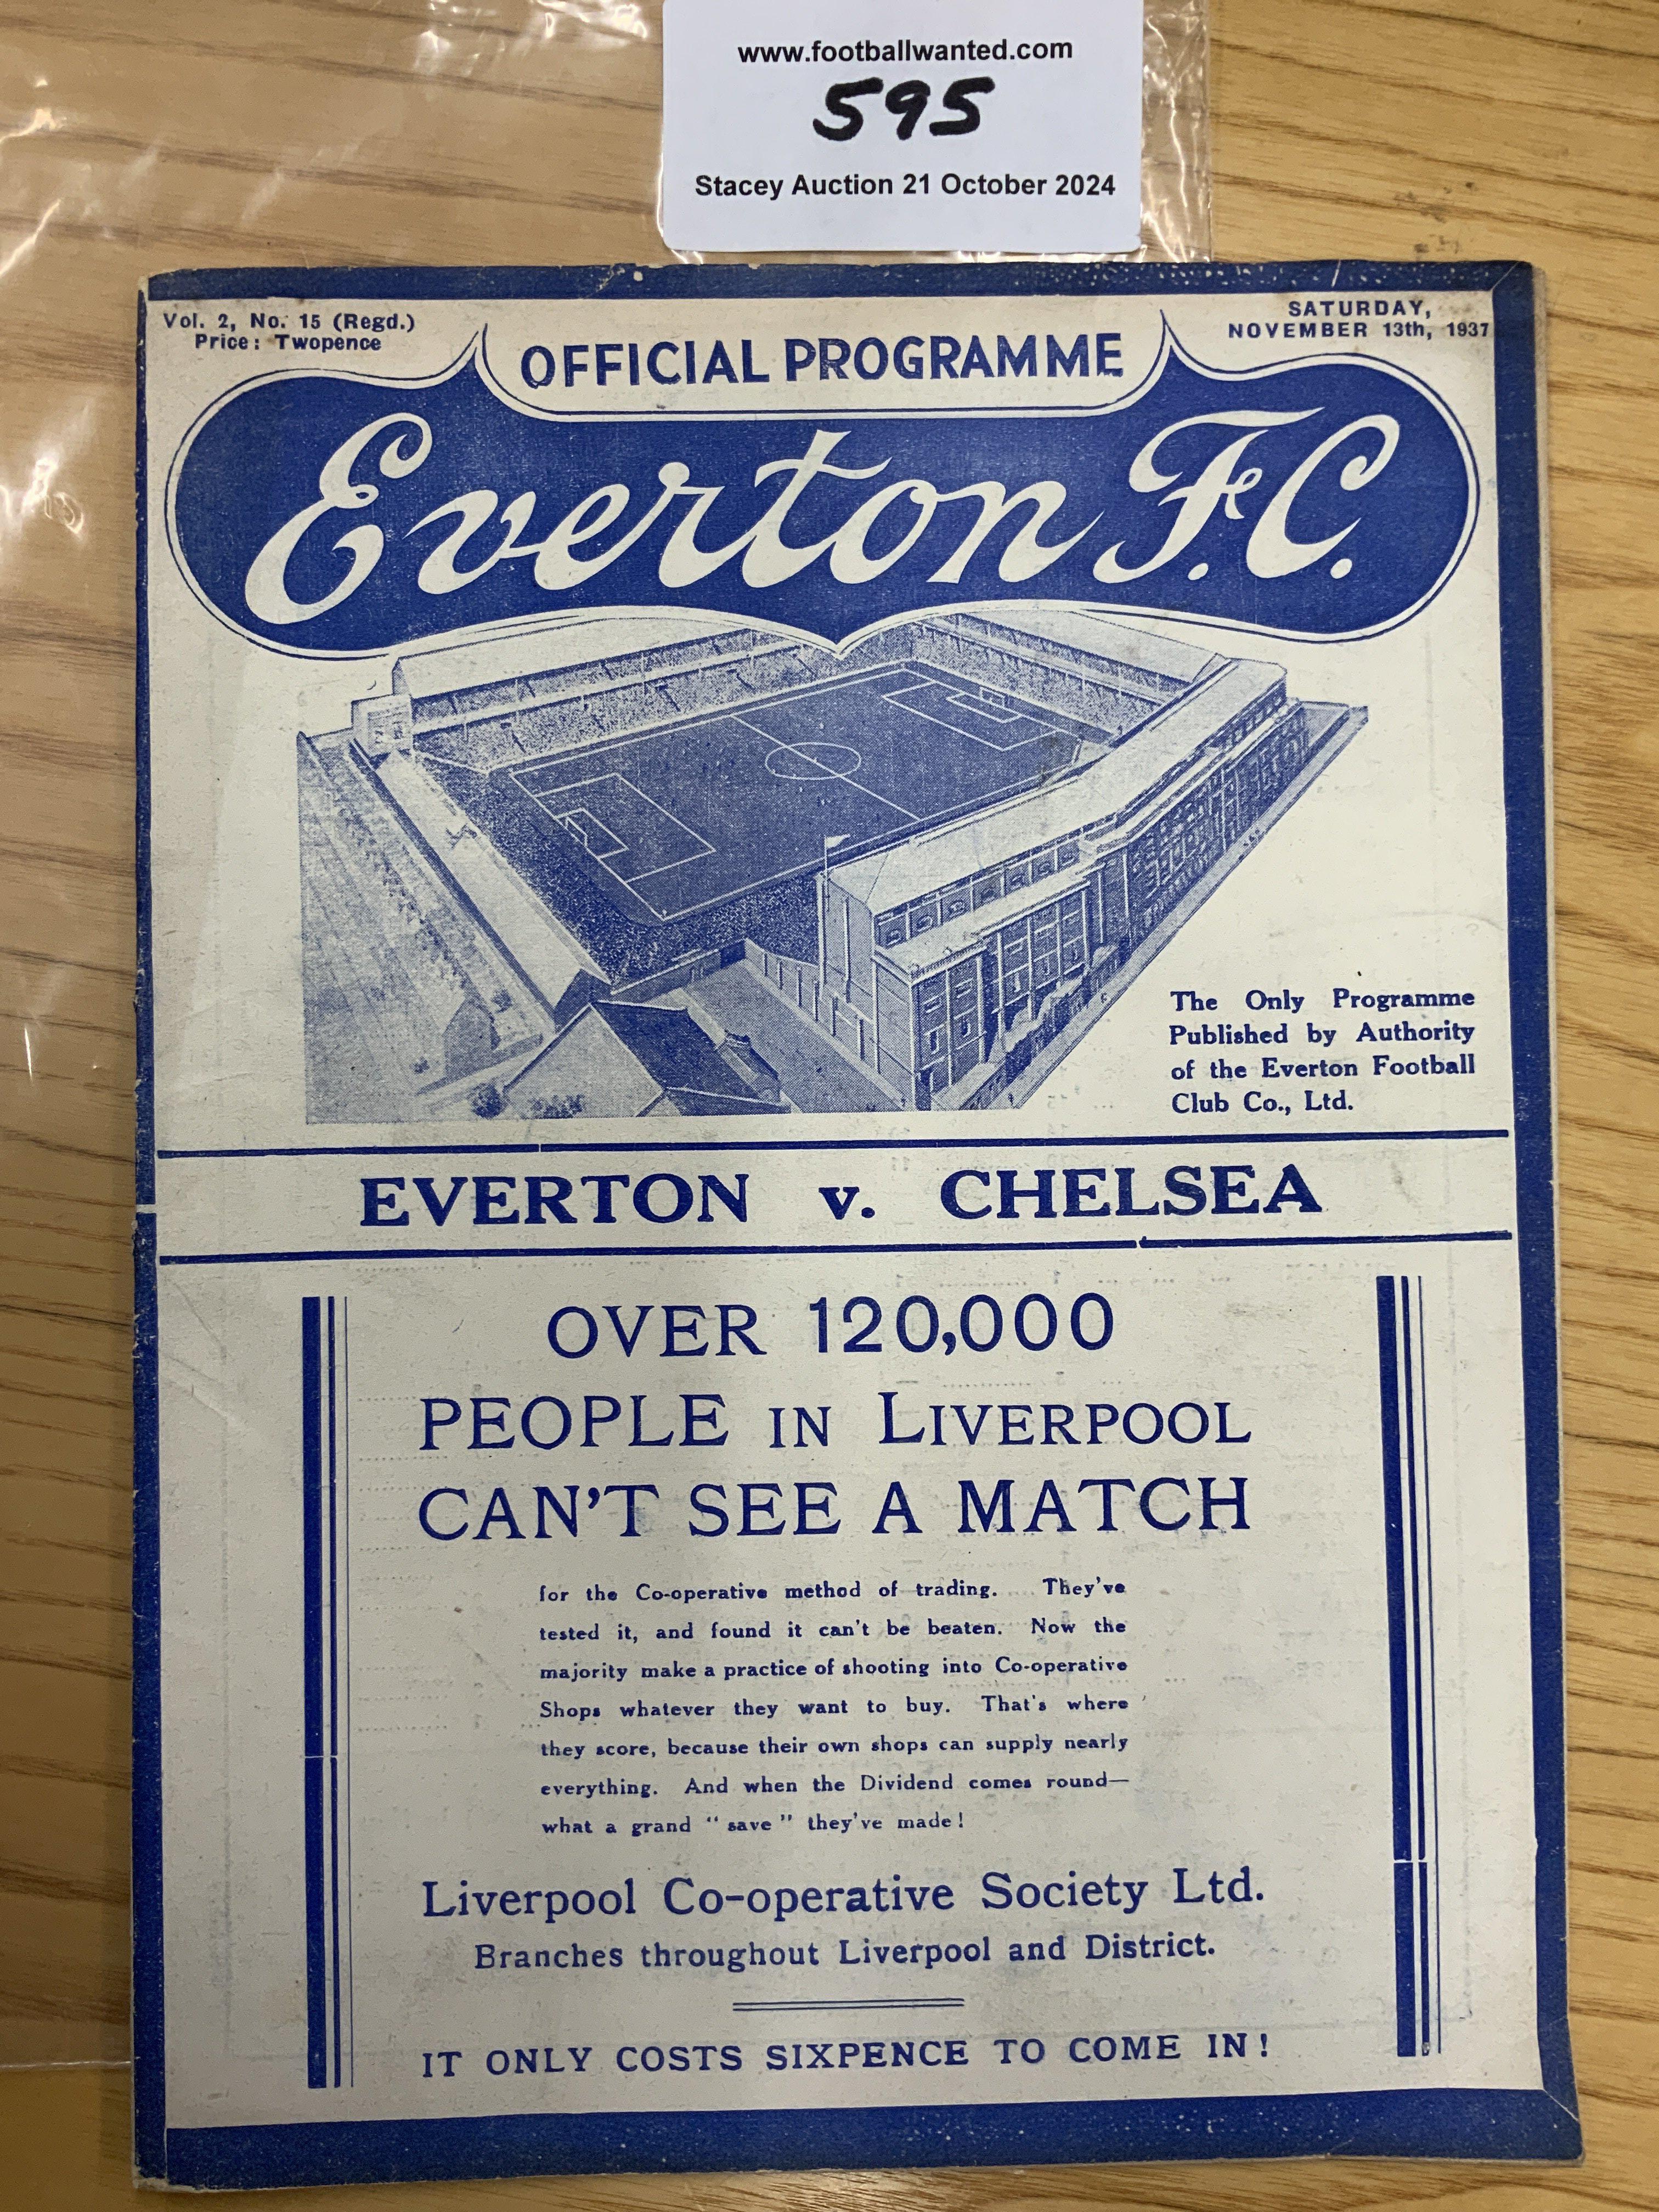 www.footballwanted.com
595
Stacey Auction 21 October 2024
Vol. 2, No. 15 (Regd.)
Price: Twopence
SATURDAY,
NOVEMBER 13th, 1937
OFFICIAL PROGRAMME
Everton F.C.
The Only Programme
Published by Authority
of the Everton Football
Club Co., Ltd.
EVERTON v. CHELSEA
OVER 120,000
PEOPLE IN LIVERPOOL
CAN'T SEE A MATCH
for the Co-operative method of trading. They've
tested it, and found it can't be beaten. Now the
majority make a practice of shooting into Co-operative
Shops whatever they want to buy. That's where
they score, because their own shops can supply nearly
everything. And when the Dividend comes round—
what a grand "save" they've made!
Liverpool Co-operative Society Ltd.
Branches throughout Liverpool and District.
IT ONLY COSTS SIXPENCE TO COME IN!